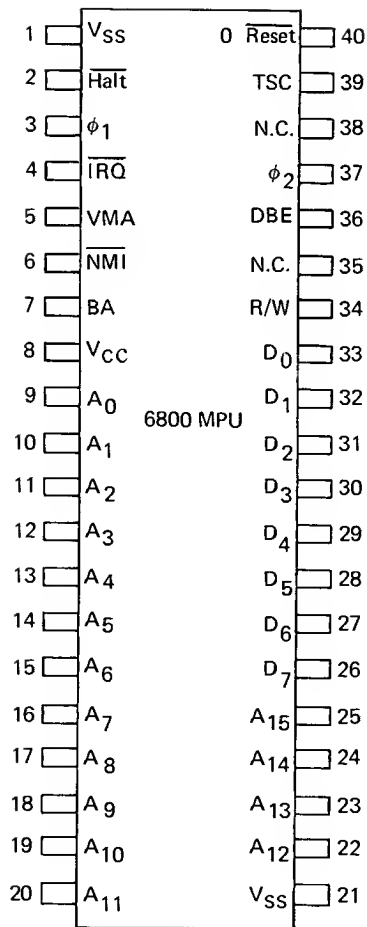 1 V_SS 0 R̅e̅s̅e̅t̅ 40
2 H̅a̅l̅t̅ TSC 39
3 ϕ₁ N.C. 38
4 I̅R̅Q̅ ϕ₂ 37
5 VMA DBE 36
6 N̅M̅I̅ N.C. 35
7 BA R/W 34
8 V_CC D₀ 33
9 A₀ D₁ 32
6800 MPU
10 A₁ D₂ 31
11 A₂ D₃ 30
12 A₃ D₄ 29
13 A₄ D₅ 28
14 A₅ D₆ 27
15 A₆ D₇ 26
16 A₇ A₁₅ 25
17 A₈ A₁₄ 24
18 A₉ A₁₃ 23
19 A₁₀ A₁₂ 22
20 A₁₁ V_SS 21